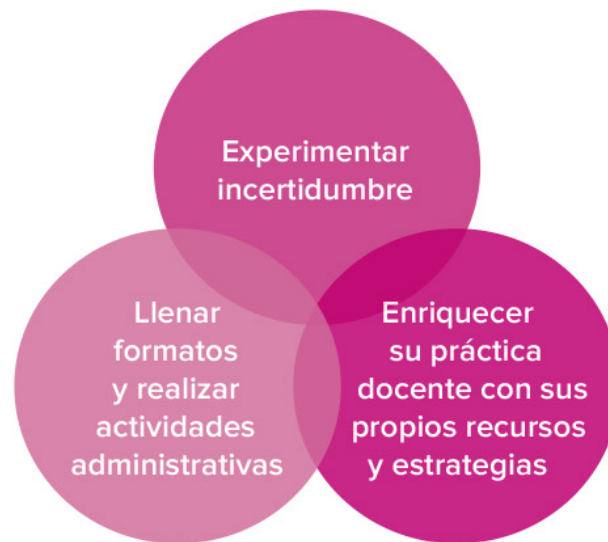 Experimentar
incertidumbre
Llenar
formatos
y realizar
actividades
administrativas
Enriquecer
su práctica
docente con sus
propios recursos
y estrategias